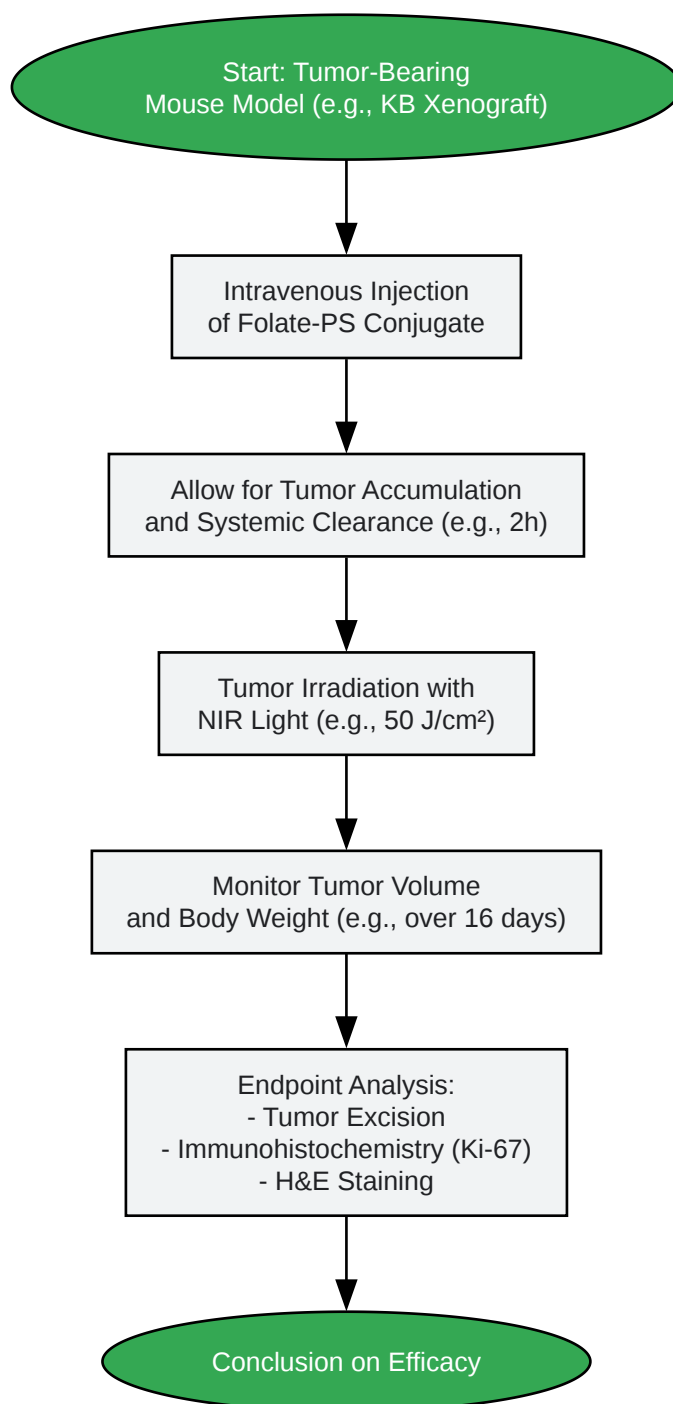 Start: Tumor-Bearing
Mouse Model (e.g., KB Xenograft)
Intravenous Injection
of Folate-PS Conjugate
Allow for Tumor Accumulation
and Systemic Clearance (e.g., 2h)
Tumor Irradiation with
NIR Light (e.g., 50 J/cm²)
Monitor Tumor Volume
and Body Weight (e.g., over 16 days)
Endpoint Analysis:
- Tumor Excision
- Immunohistochemistry (Ki-67)
- H&E Staining
Conclusion on Efficacy